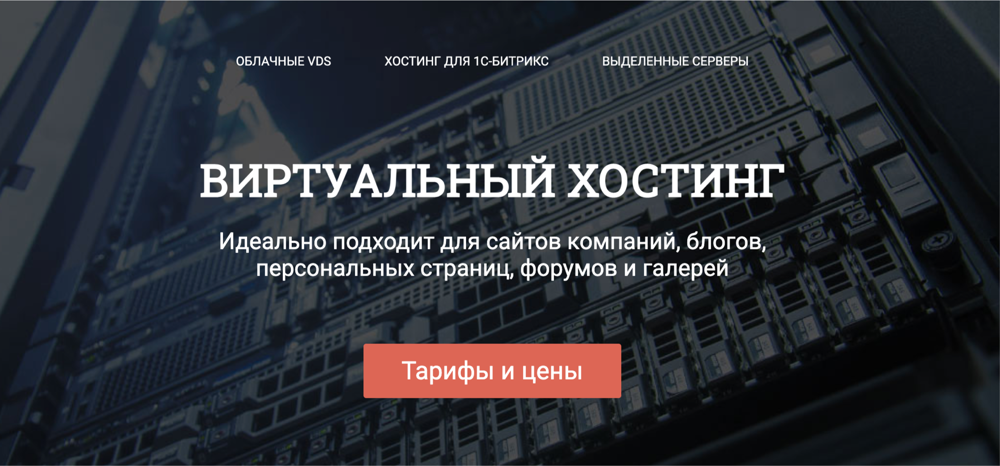 ОБЛАЧНЫЕ VDS ХОСТИНГ ДЛЯ 1С-БИТРИКС ВЫДЕЛЕННЫЕ СЕРВЕРЫ
ВИРТУАЛЬНЫЙ ХОСТИНГ
Идеально подходит для сайтов компаний, блогов,
персональных страниц, форумов и галерей
Тарифы и цены